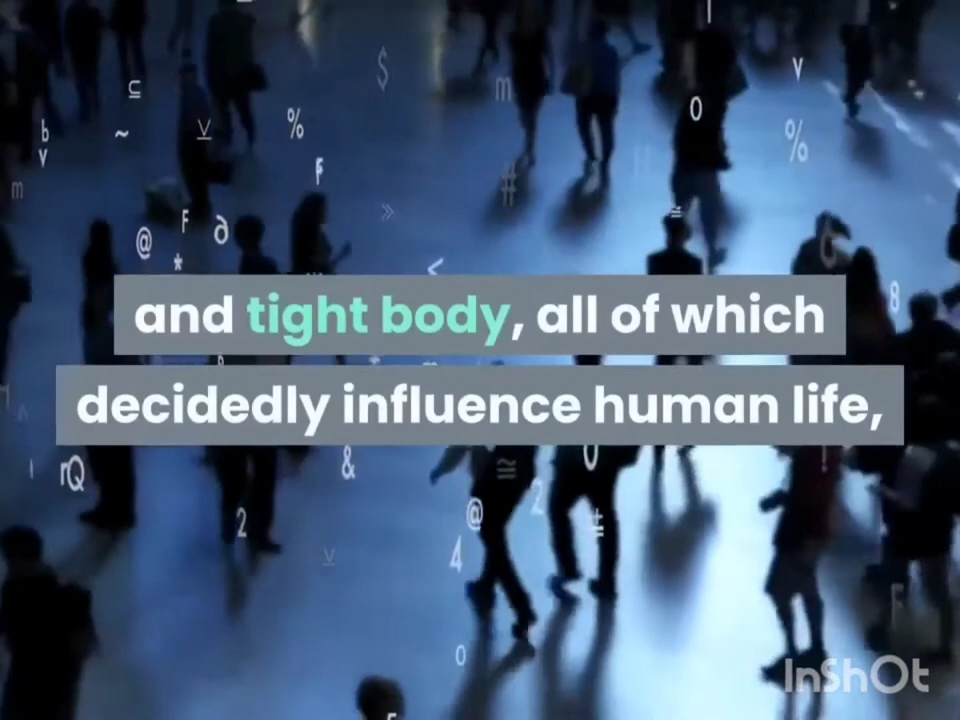 and tight body, all of which
decidedly influence human life,
InShOt